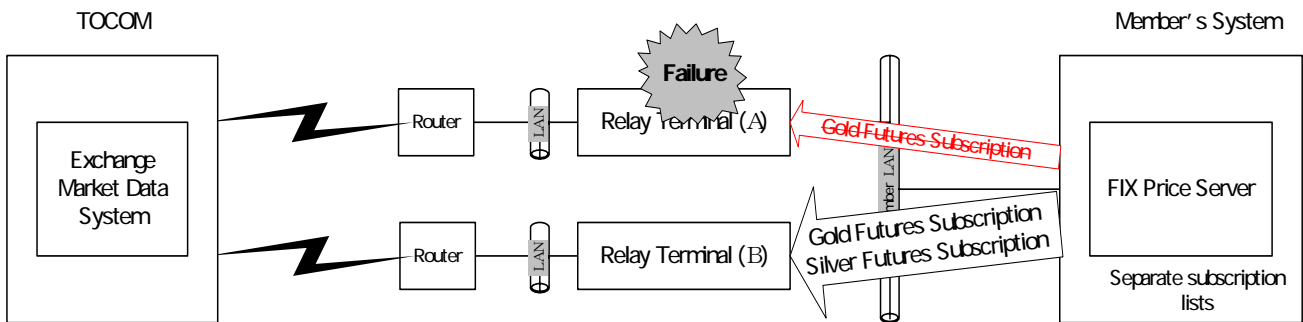 TOCOM
Member's System
Failure
Router
LAN
Relay Terminal (A)
Gold Futures Subscription
Exchange
Market Data
System
LAN
FIX Price Server
Gold Futures Subscription
Silver Futures Subscription
Router
LAN
Relay Terminal (B)
Separate subscription
lists